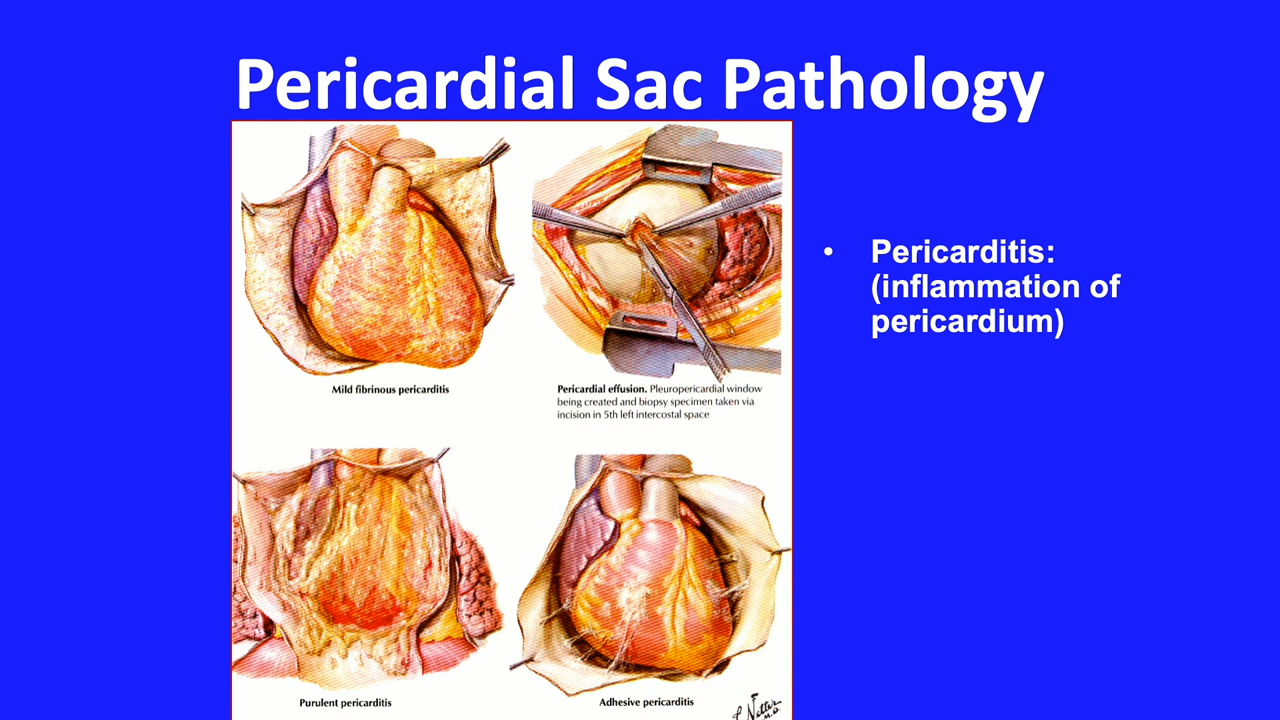 Pericardial Sac Pathology
• Pericarditis:
(inflammation of
pericardium)
Mild fibrinous pericarditis
Pericardial effusion. Pleuropericardial window
being created and biopsy specimen taken via
incision in 5th left intercostal space
Purulent pericarditis
Adhesive pericarditis
F. Netter
M.D.